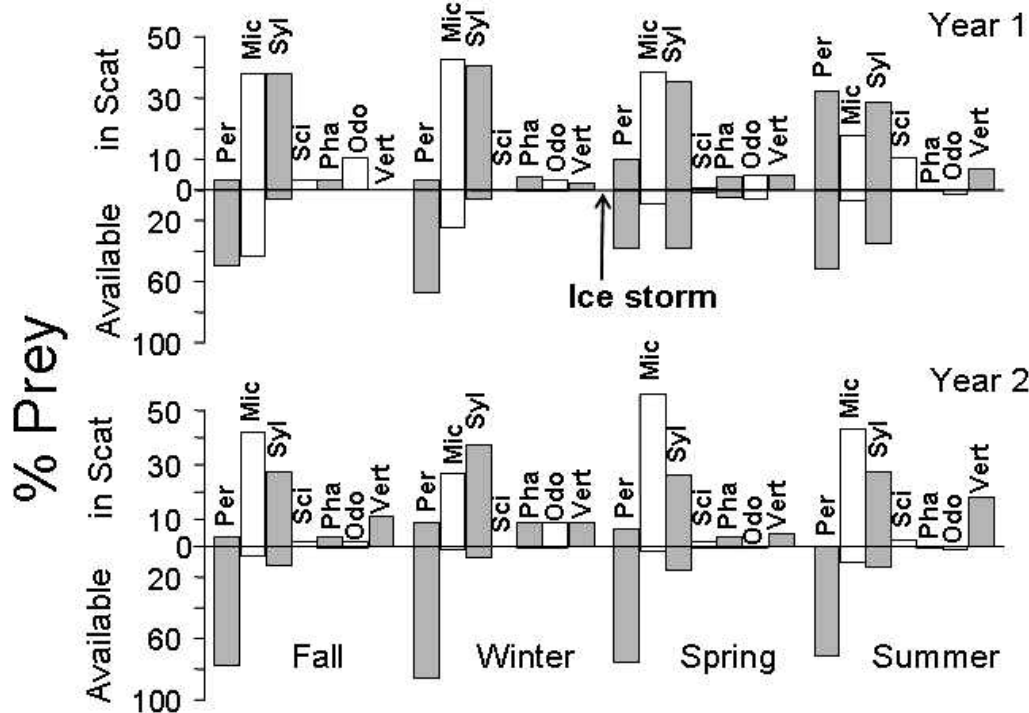 Year 1
% Prey
in Scat
Available
50
30
10
0
20
60
100
Per Mic Syl Sci Pha Odo Vert
Per Mic Syl Sci Pha Odo Vert
Per Mic Syl Sci Pha Odo Vert
Per Mic Syl Sci Pha Odo Vert
Ice storm
Year 2
in Scat
Available
50
30
10
0
20
60
100
Per Mic Syl Sci Pha Odo Vert
Per Mic Syl Sci Pha Odo Vert
Per Mic Syl Sci Pha Odo Vert
Per Mic Syl Sci Pha Odo Vert
Fall Winter Spring Summer